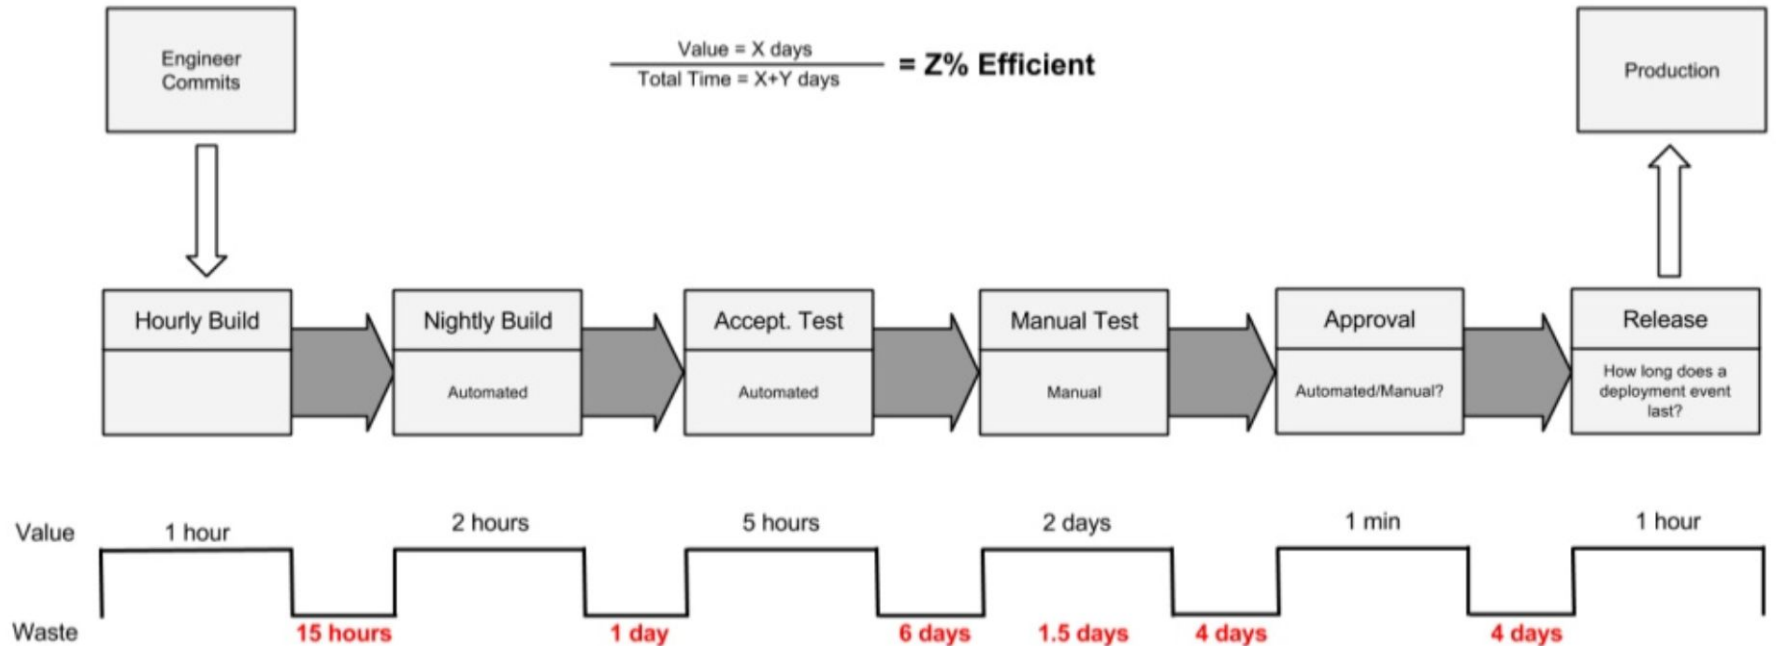 Engineer
Commits
Value = X days
Total Time = X+Y days
= Z% Efficient
Production
Hourly Build
Nightly Build
Automated
Accept. Test
Automated
Manual Test
Manual
Approval
Automated/Manual?
Release
How long does a
deployment event
last?
Value
1 hour
2 hours
5 hours
2 days
1 min
1 hour
Waste
15 hours
1 day
6 days
1.5 days
4 days
4 days